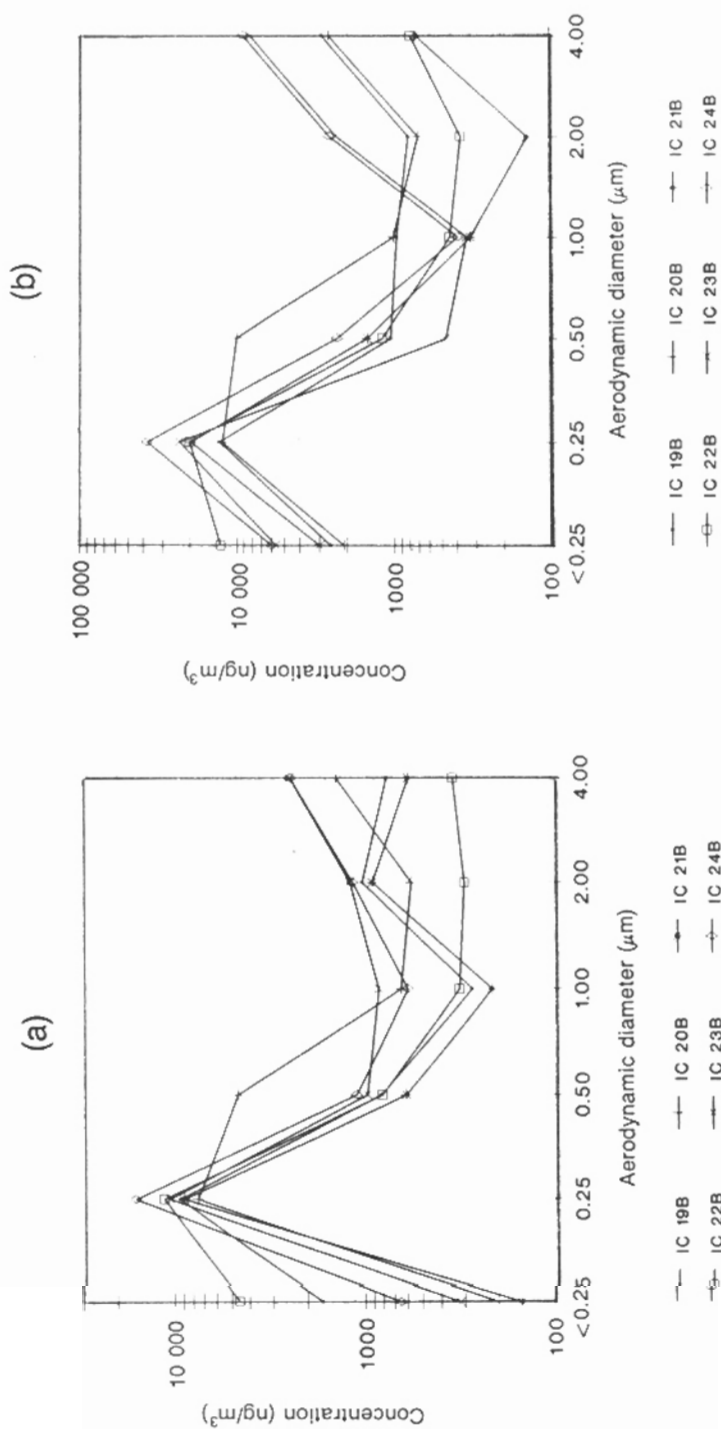 (a)
Concentration (ng/m³)
10 000
1000
100
<0.25
0.25
0.50
1.00
2.00
4.00
Aerodynamic diameter (μm)
IC 19B
IC 20B
IC 21B
IC 22B
IC 23B
IC 24B
(b)
Concentration (ng/m³)
100 000
10 000
1000
100
<0.25
0.25
0.50
1.00
2.00
4.00
Aerodynamic diameter (μm)
IC 19B
IC 20B
IC 21B
IC 22B
IC 23B
IC 24B